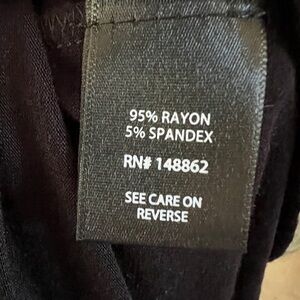 95% RAYON
5% SPANDEX
RN# 148862
SEE CARE ON
REVERSE